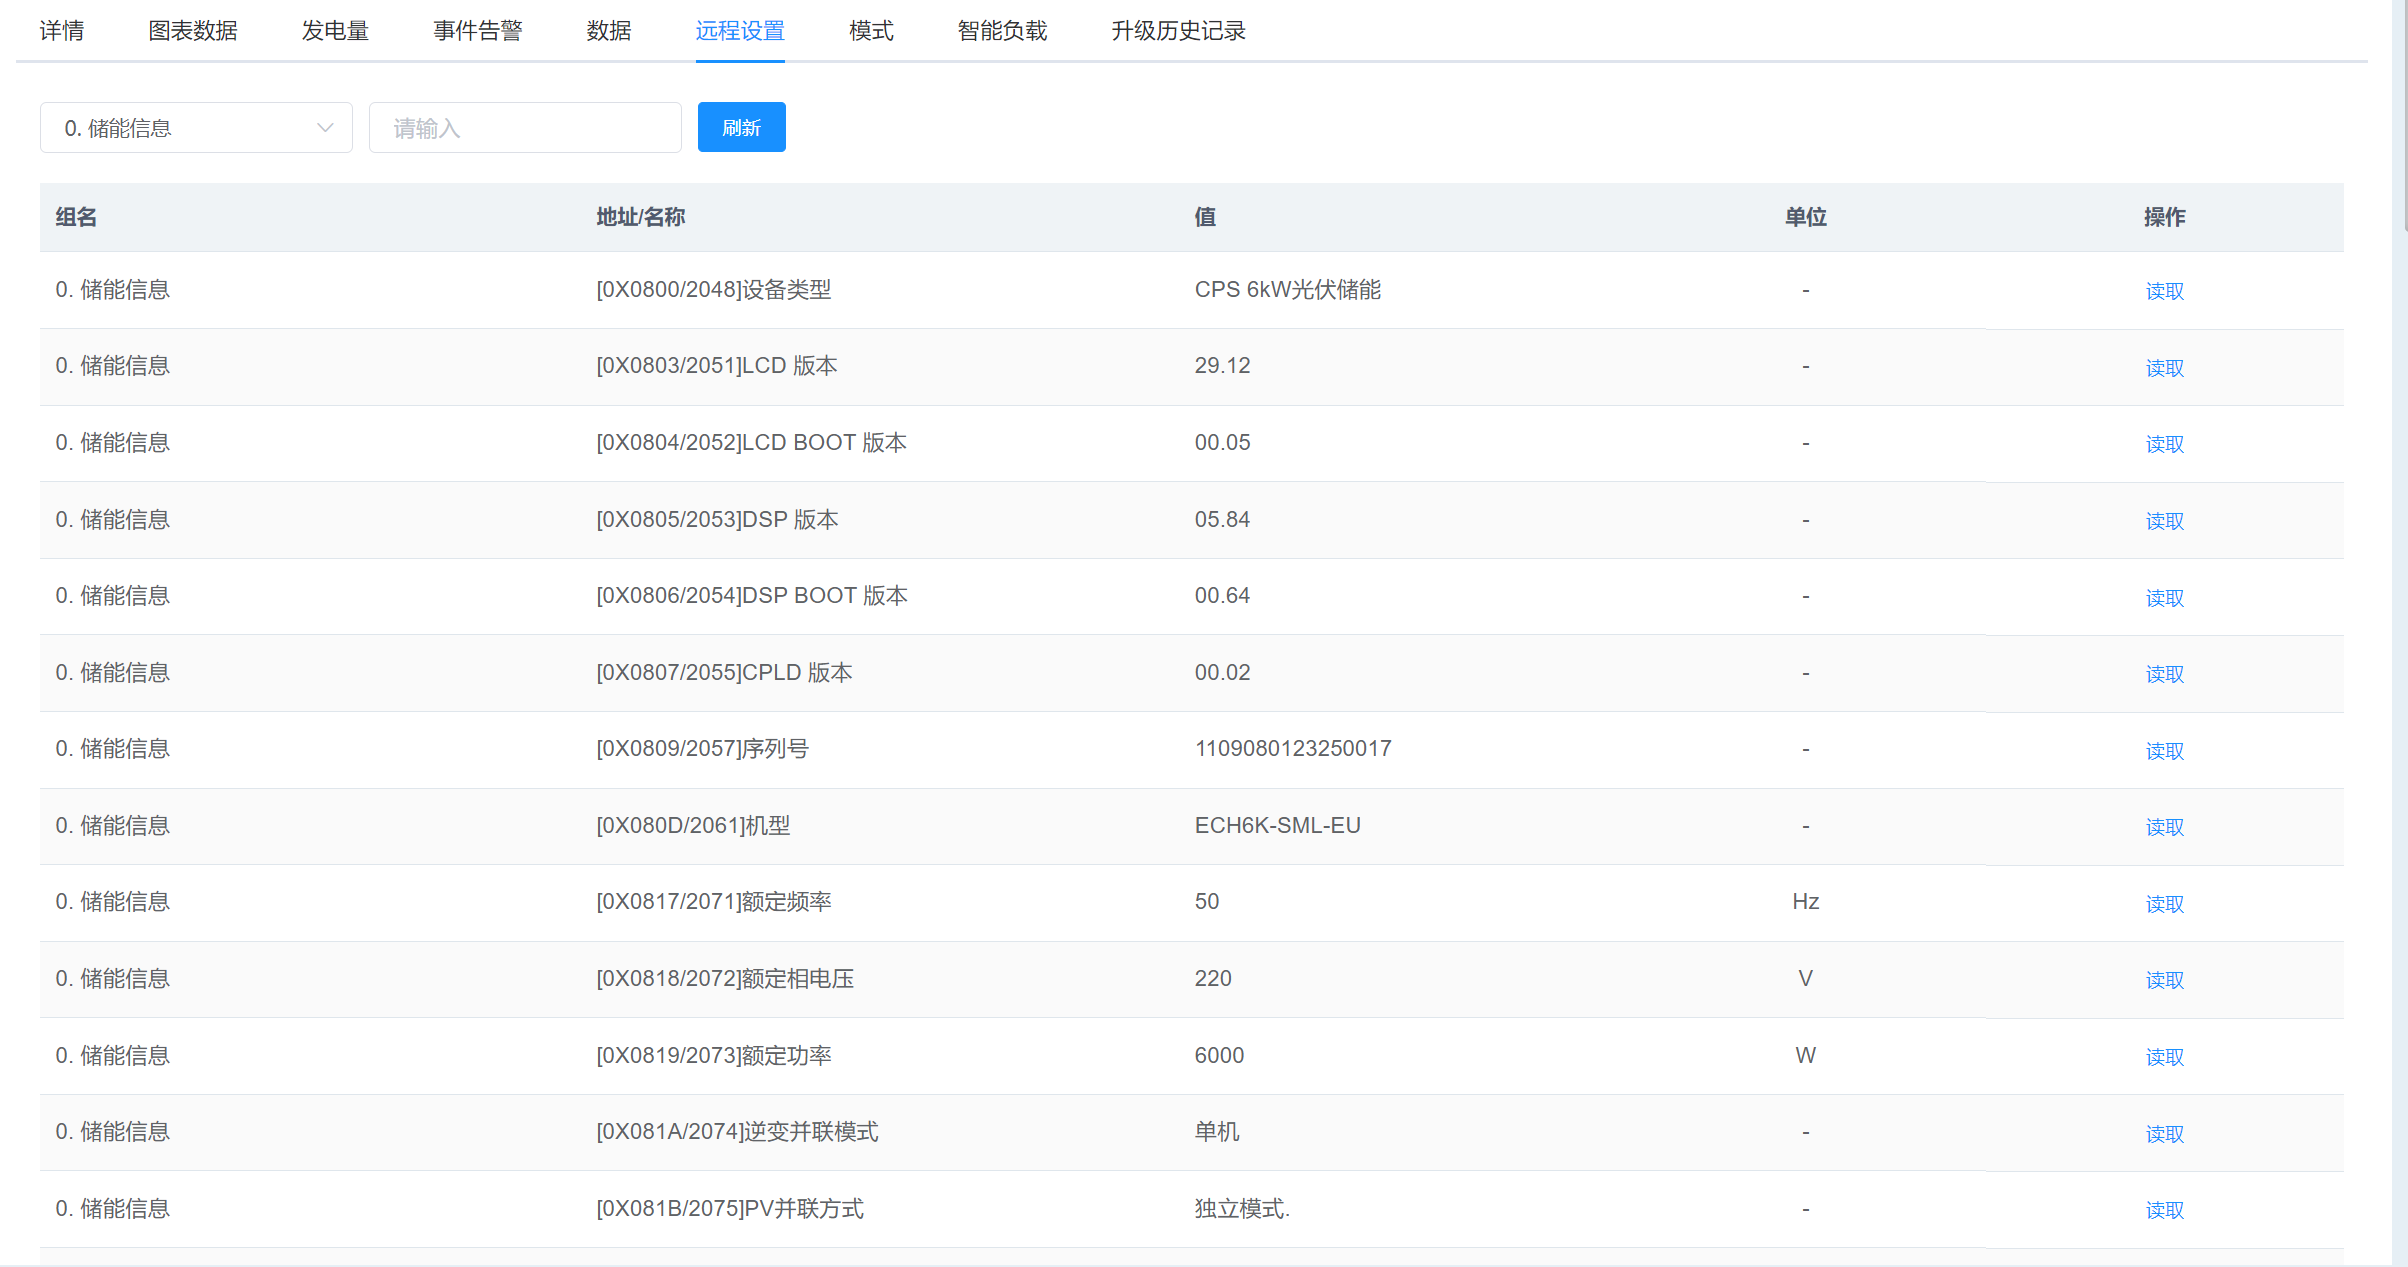 详情 图表数据 发电量 事件告警 数据 远程设置 模式 智能负载 升级历史记录
0. 储能信息 请输入 刷新
组名 地址/名称 值 单位 操作
0. 储能信息 [0X0800/2048]设备类型 CPS 6kW光伏储能 - 读取
0. 储能信息 [0X0803/2051]LCD 版本 29.12 - 读取
0. 储能信息 [0X0804/2052]LCD BOOT 版本 00.05 - 读取
0. 储能信息 [0X0805/2053]DSP 版本 05.84 - 读取
0. 储能信息 [0X0806/2054]DSP BOOT 版本 00.64 - 读取
0. 储能信息 [0X0807/2055]CPLD 版本 00.02 - 读取
0. 储能信息 [0X0809/2057]序列号 1109080123250017 - 读取
0. 储能信息 [0X080D/2061]机型 ECH6K-SML-EU - 读取
0. 储能信息 [0X0817/2071]额定频率 50 Hz 读取
0. 储能信息 [0X0818/2072]额定相电压 220 V 读取
0. 储能信息 [0X0819/2073]额定功率 6000 W 读取
0. 储能信息 [0X081A/2074]逆变并联模式 单机 - 读取
0. 储能信息 [0X081B/2075]PV并联方式 独立模式. - 读取